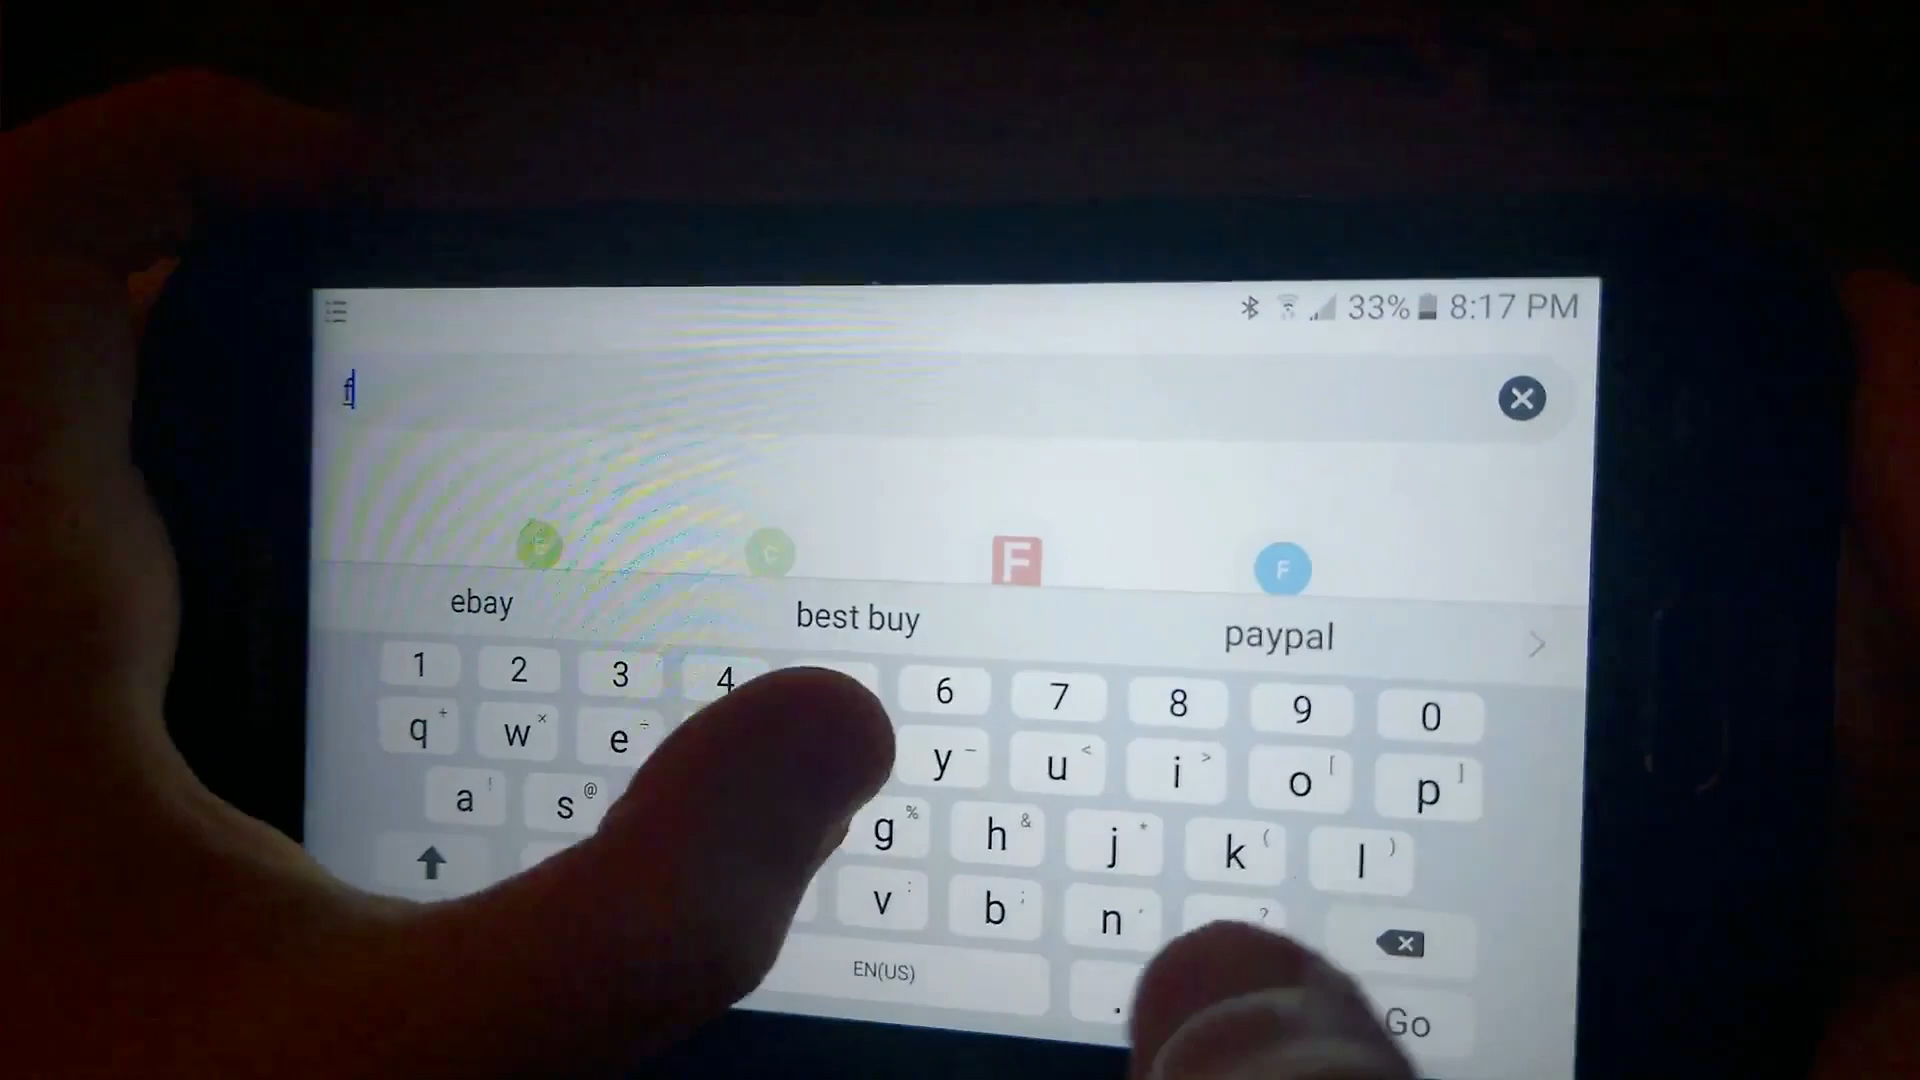 33% 8:17 PM
F F
ebay best buy paypal
1 2 3 4 6 7 8 9 0
q + w × e ÷ y - u < i > o [ p ]
a ! s @ g % h & j * k ( l )
v : b ; n ' ?
EN(US) . Go